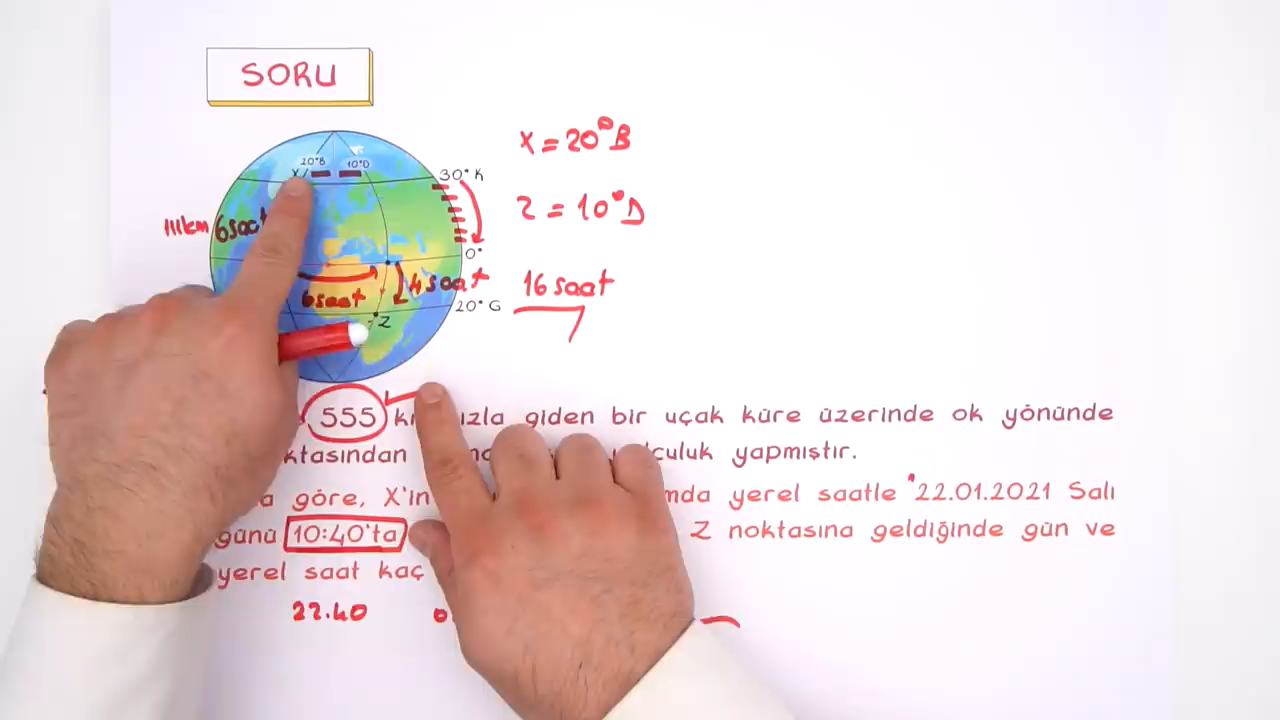 SORU
20°B 10°D
X
30° K
0°
20° G
Z
111km 6saat
6saat
4saat
X = 20°B
Z = 10°D
16 saat
555 hızla giden bir uçak küre üzerinde ok yönünde
yapmıştır.
göre, X'in yerel saatle 22.01.2021 Salı
günü 10:40'ta Z noktasına geldiğinde gün ve
yerel saat kaç
22.40